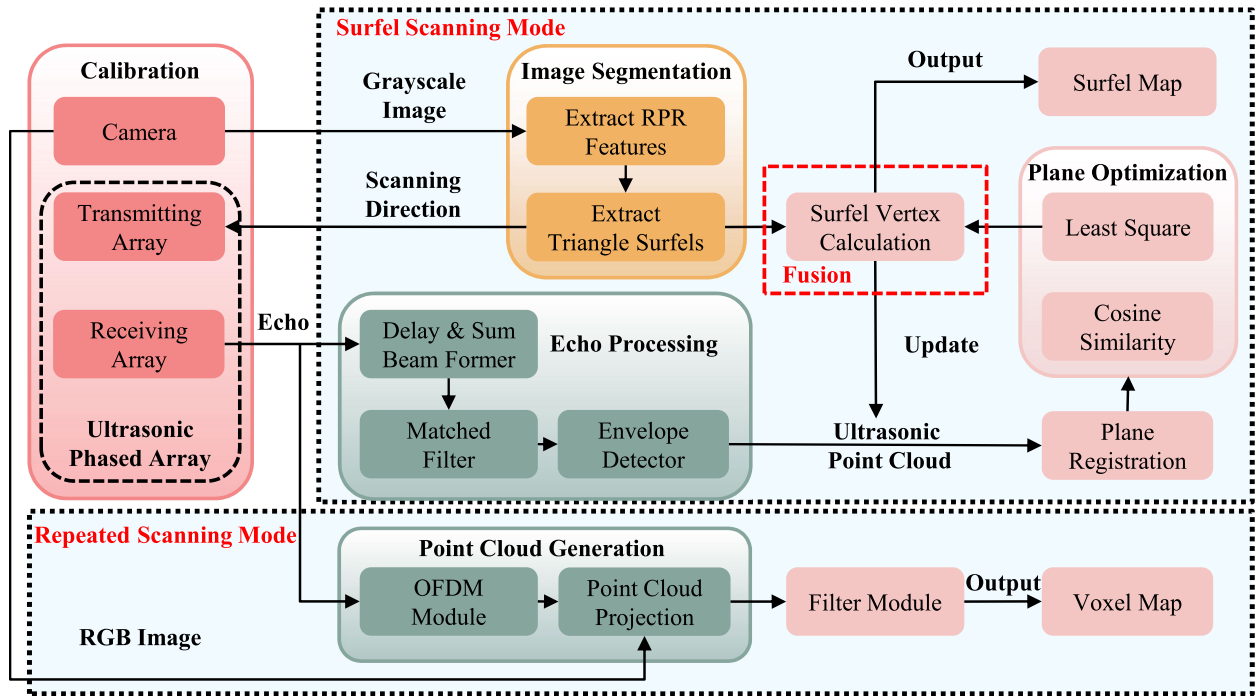 Surfel Scanning Mode
Calibration
Camera
Transmitting
Array
Receiving
Array
Ultrasonic
Phased Array
Grayscale
Image
Scanning
Direction
Echo
Image Segmentation
Extract RPR
Features
Extract
Triangle Surfels
Output
Surfel Map
Surfel Vertex
Calculation
Fusion
Plane Optimization
Least Square
Cosine
Similarity
Update
Delay & Sum
Beam Former
Echo Processing
Matched
Filter
Envelope
Detector
Ultrasonic
Point Cloud
Plane
Registration
Repeated Scanning Mode
Point Cloud Generation
OFDM
Module
Point Cloud
Projection
Filter Module
Output
Voxel Map
RGB Image